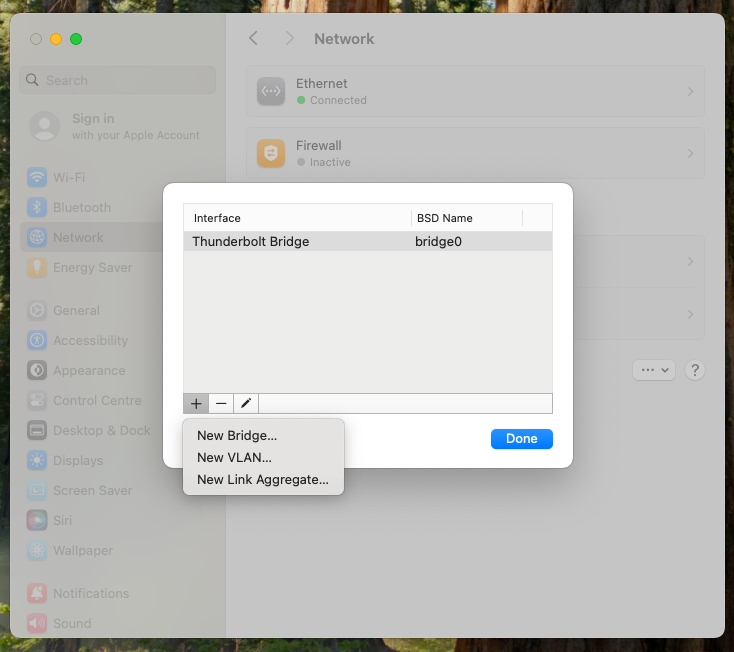 Network
Search
Sign in
with your Apple Account
Wi-Fi
Bluetooth
Network
Energy Saver
General
Accessibility
Appearance
Control Centre
Desktop & Dock
Displays
Screen Saver
Siri
Wallpaper
Notifications
Sound
Ethernet
Connected
Firewall
Inactive
?
Interface BSD Name
Thunderbolt Bridge bridge0
New Bridge...
New VLAN...
New Link Aggregate...
Done